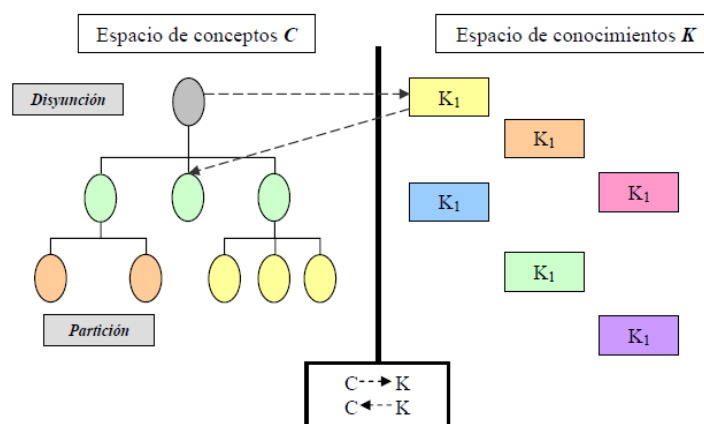 Espacio de conceptos C
Espacio de conocimientos K
Disyunción
K₁
K₁
K₁
K₁
K₁
K₁
Partición
C K
C K